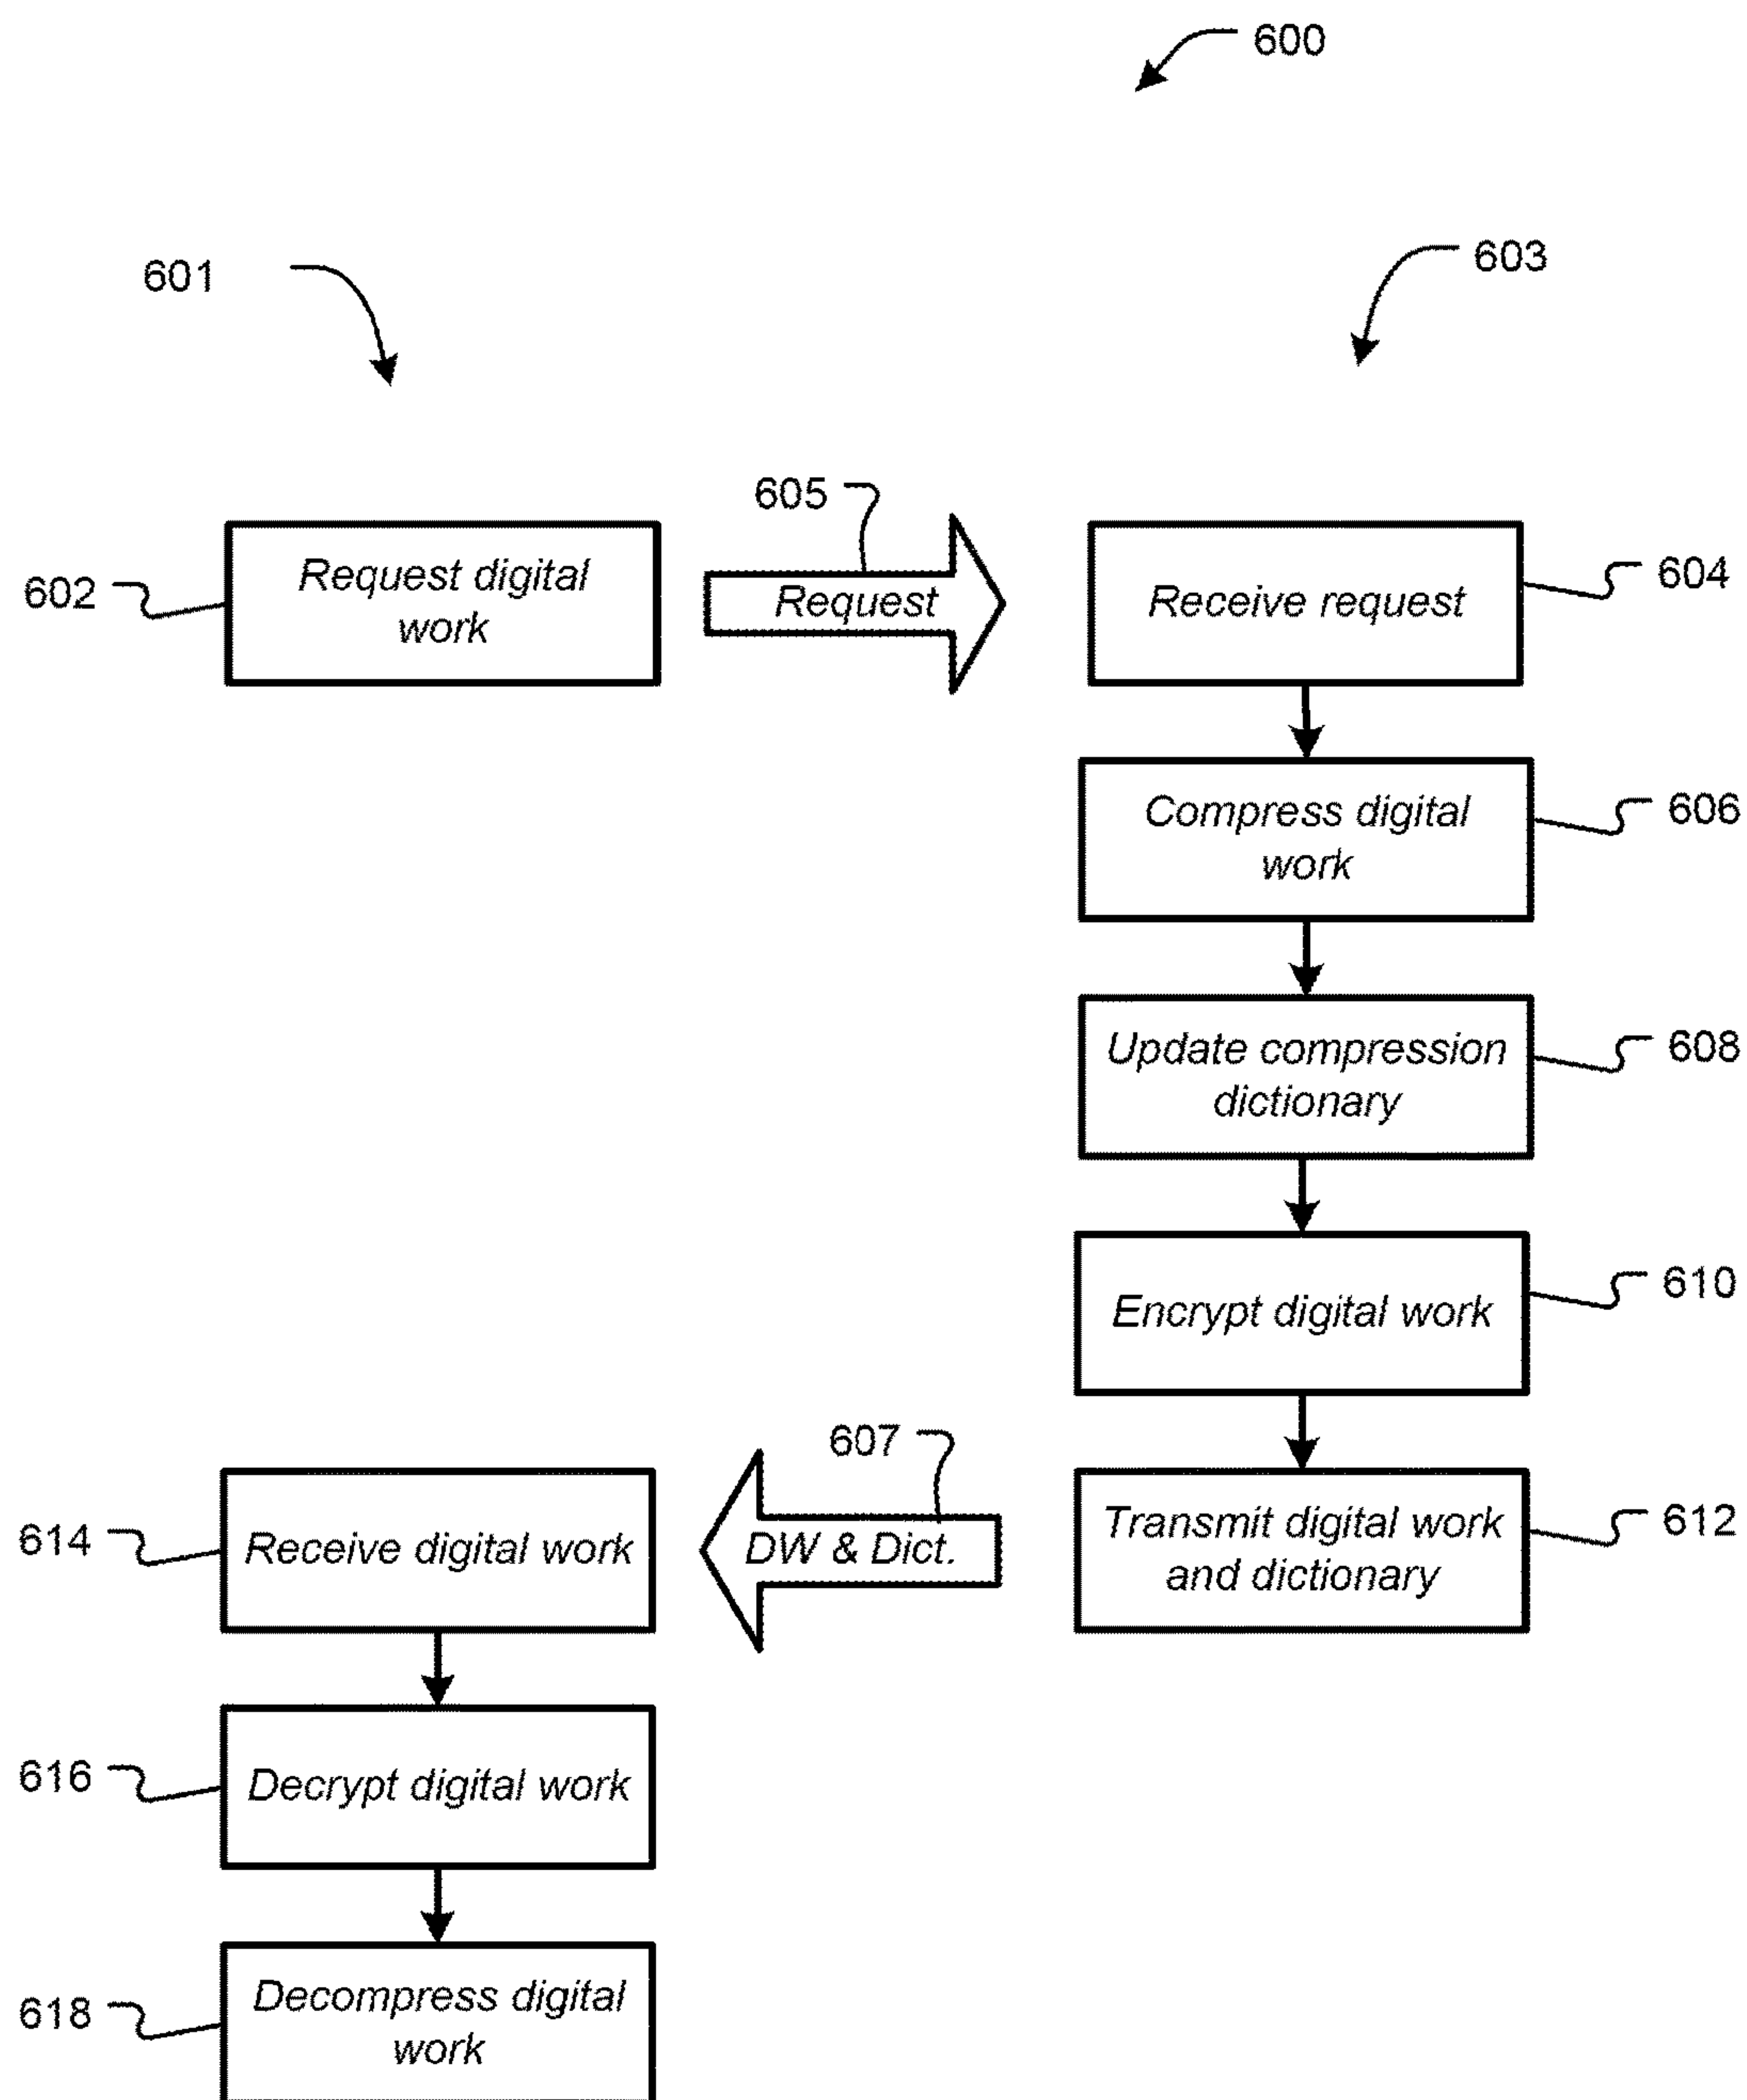 600
601
603
605
602
Request digital
work
Request
Receive request
604
Compress digital
work
606
Update compression
dictionary
608
Encrypt digital work
610
607
614
Receive digital work
DW & Dict.
Transmit digital work
and dictionary
612
616
Decrypt digital work
618
Decompress digital
work